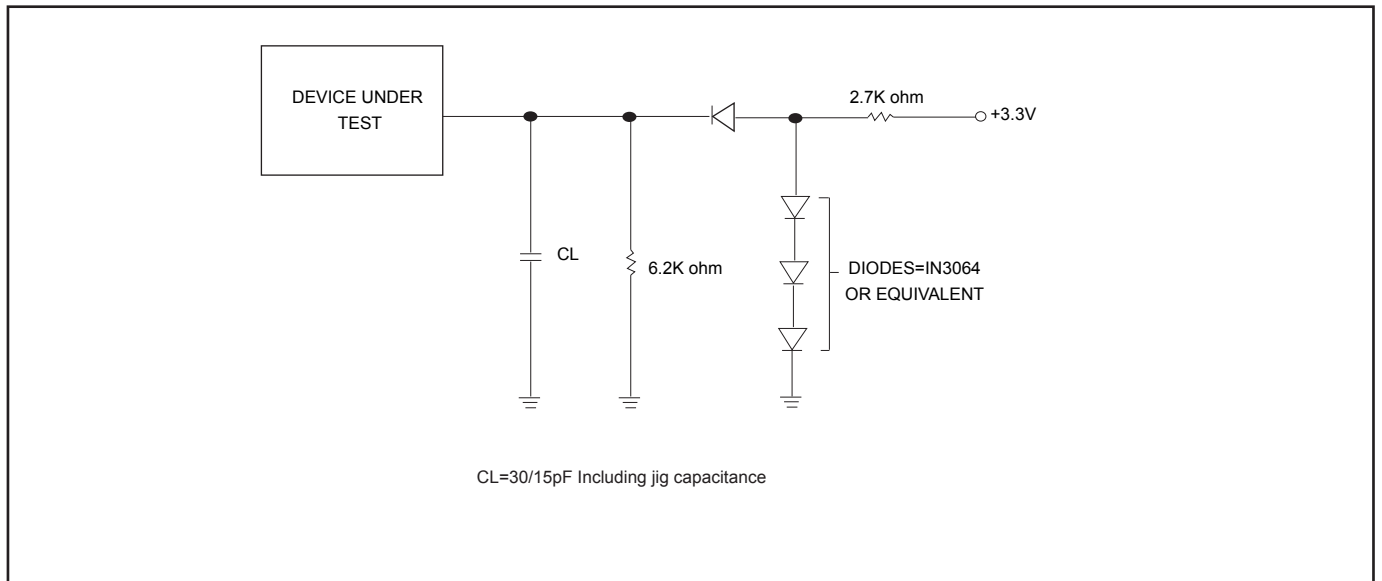 DEVICE UNDER
TEST
2.7K ohm
+3.3V
CL
6.2K ohm
DIODES=IN3064
OR EQUIVALENT
CL=30/15pF Including jig capacitance